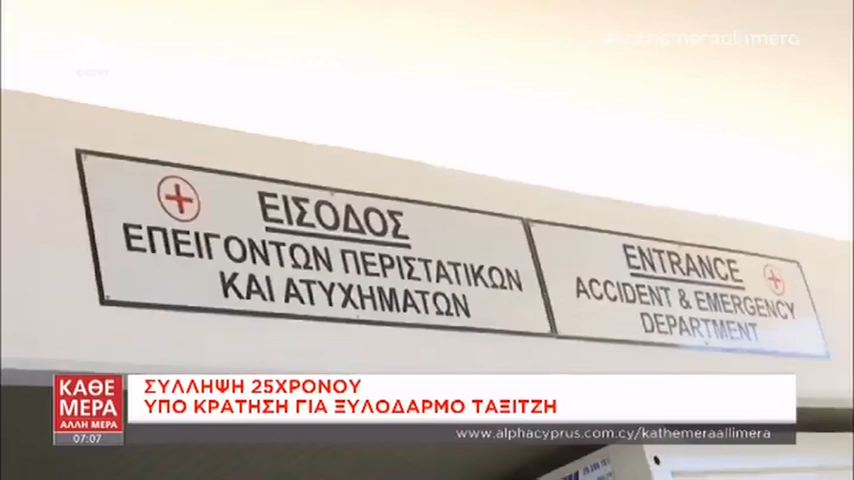 #kathemeraallimera
ΕΙΣΟΔΟΣ
ΕΠΕΙΓΟΝΤΩΝ ΠΕΡΙΣΤΑΤΙΚΩΝ
ΚΑΙ ΑΤΥΧΗΜΑΤΩΝ
ENTRANCE
ACCIDENT & EMERGENCY
DEPARTMENT
ΚΑΘΕ
ΜΕΡΑ
ΑΛΛΗ ΜΕΡΑ
07:07
ΣΥΛΛΗΨΗ 25ΧΡΟΝΟΥ
ΥΠΟ ΚΡΑΤΗΣΗ ΓΙΑ ΞΥΛΟΔΑΡΜΟ ΤΑΞΙΤΖΗ
www.alphacyprus.com.cy/kathemeraallimera